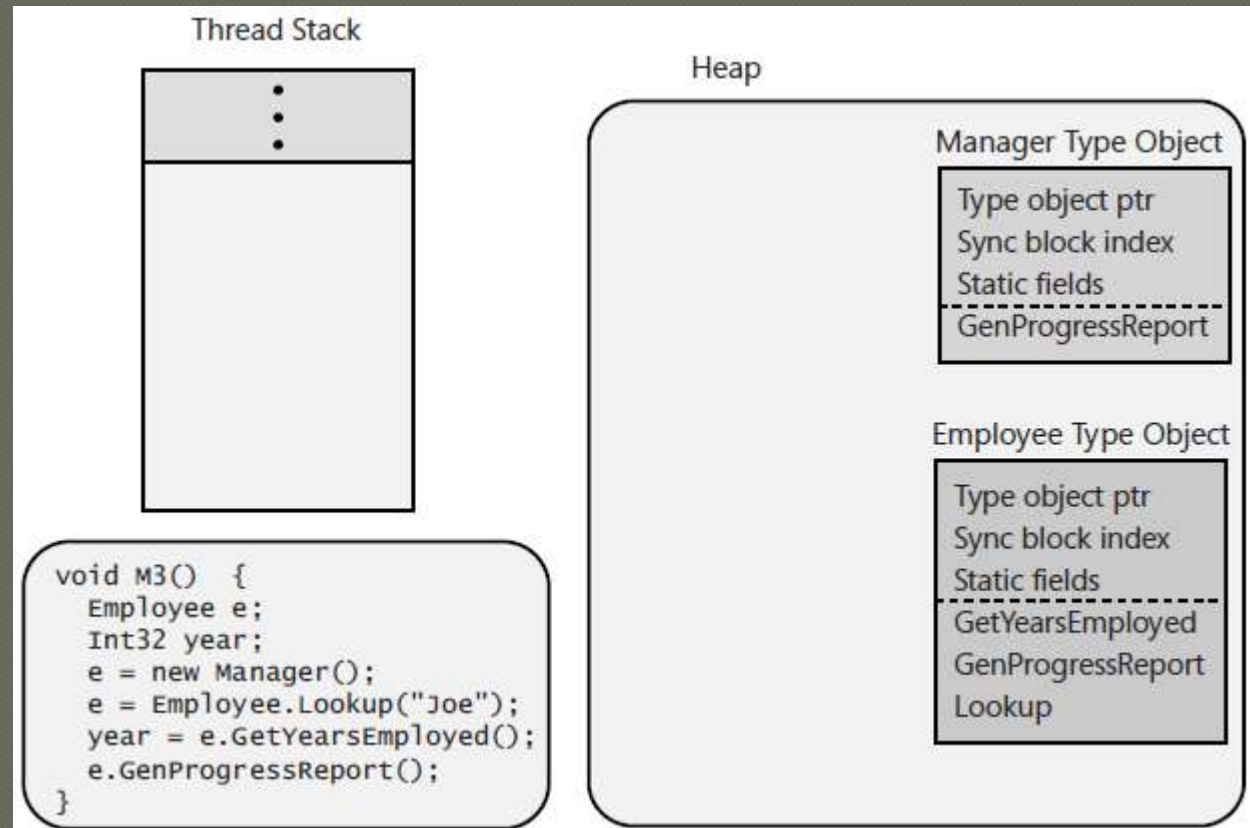 Thread Stack
Heap
Manager Type Object
Type object ptr
Sync block index
Static fields
GenProgressReport
Employee Type Object
Type object ptr
Sync block index
Static fields
GetYearsEmployed
GenProgressReport
Lookup
void M3()  {
  Employee e;
  Int32 year;
  e = new Manager();
  e = Employee.Lookup("Joe");
  year = e.GetYearsEmployed();
  e.GenProgressReport();
}